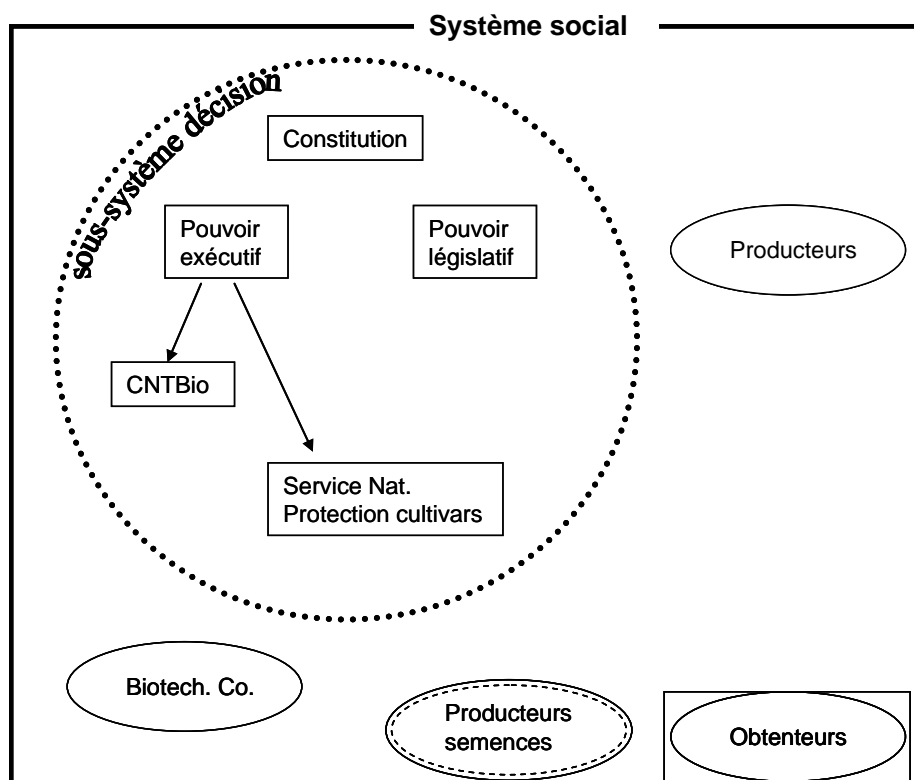 Système social
sous-système décision
Constitution
Pouvoir
exécutif
Pouvoir
législatif
Producteurs
CNTBio
Service Nat.
Protection cultivars
Biotech. Co.
Producteurs
semences
Obtenteurs